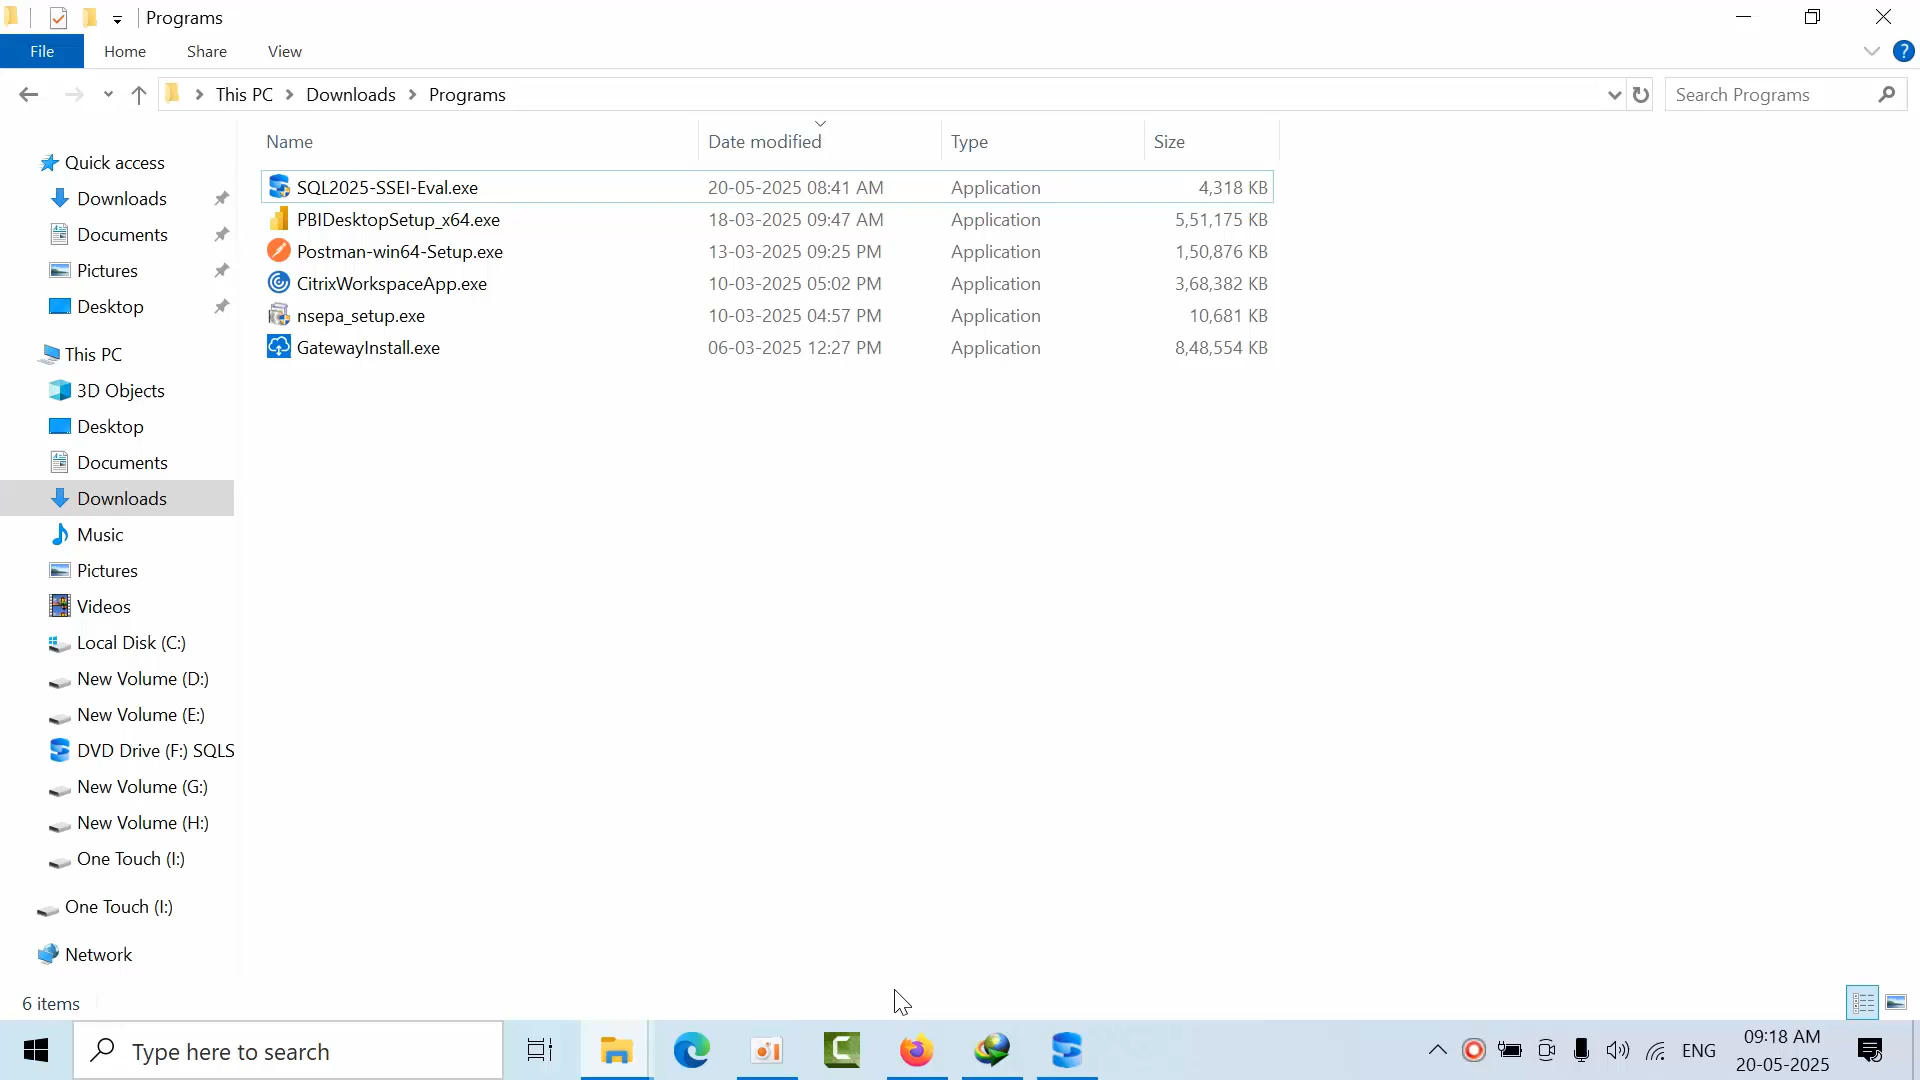 Programs
File Home Share View
This PC Downloads Programs
Search Programs
Name Date modified Type Size
SQL2025-SSEI-Eval.exe 20-05-2025 08:41 AM Application 4,318 KB
PBIDesktopSetup_x64.exe 18-03-2025 09:47 AM Application 5,51,175 KB
Postman-win64-Setup.exe 13-03-2025 09:25 PM Application 1,50,876 KB
CitrixWorkspaceApp.exe 10-03-2025 05:02 PM Application 3,68,382 KB
nsepa_setup.exe 10-03-2025 04:57 PM Application 10,681 KB
GatewayInstall.exe 06-03-2025 12:27 PM Application 8,48,554 KB
Quick access
Downloads
Documents
Pictures
Desktop
This PC
3D Objects
Desktop
Documents
Downloads
Music
Pictures
Videos
Local Disk (C:)
New Volume (D:)
New Volume (E:)
DVD Drive (F:) SQLS
New Volume (G:)
New Volume (H:)
One Touch (I:)
One Touch (I:)
Network
6 items
Type here to search
ENG
09:18 AM
20-05-2025